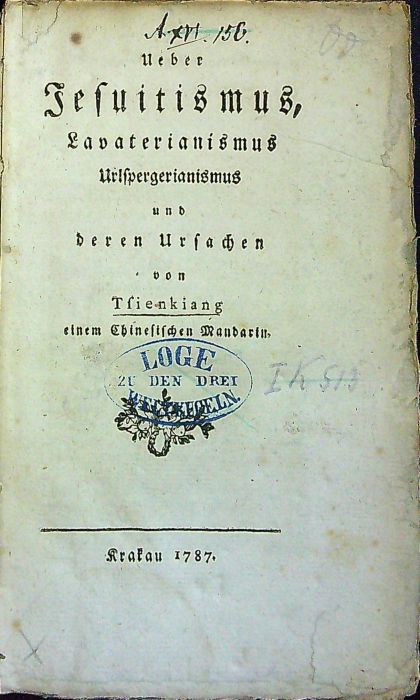 A XVI. 156.
Ueber
Jeſuitismus,
Lavaterianismus
Urlſpergerianismus
und
deren Urſachen
von
Tſienkiang
einem Chineſiſchen Mandarin.
LOGE
ZU DEN DREI
WELTKUGELN.
Krakau 1787.